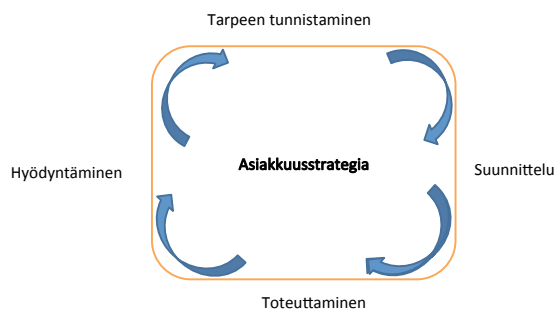 Tarpeen tunnistaminen
Asiakkuusstrategia
Hyödyntäminen
Suunnittelu
Toteuttaminen